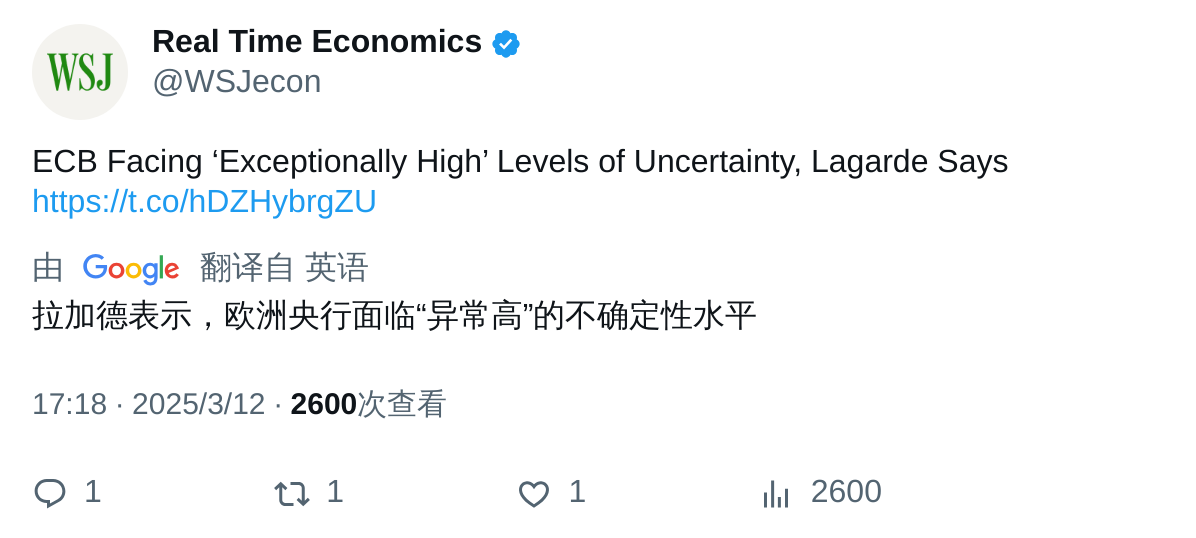 WSJ
Real Time Economics
@WSJecon
ECB Facing ‘Exceptionally High’ Levels of Uncertainty, Lagarde Says
https://t.co/hDZHybrgZU
由 Google 翻译自 英语
拉加德表示，欧洲央行面临“异常高”的不确定性水平
17:18 · 2025/3/12 · 2600次查看
1 1 1 2600